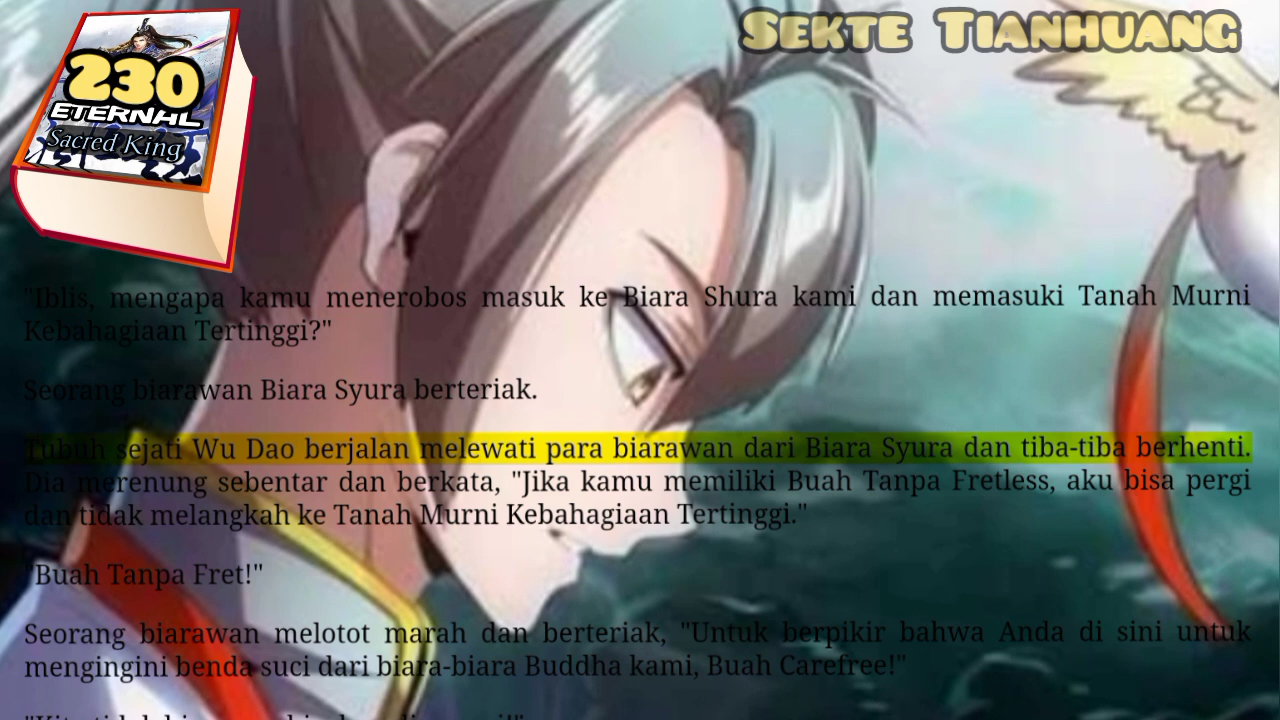 Sekte Tianhuang
230
ETERNAL
Sacred King
"Iblis, mengapa kamu menerobos masuk ke Biara Shura kami dan memasuki Tanah Murni
Kebahagiaan Tertinggi?"
Seorang biarawan Biara Syura berteriak.
Tubuh sejati Wu Dao berjalan melewati para biarawan dari Biara Syura dan tiba-tiba berhenti.
Dia merenung sebentar dan berkata, "Jika kamu memiliki Buah Tanpa Fretless, aku bisa pergi
dan tidak melangkah ke Tanah Murni Kebahagiaan Tertinggi."
"Buah Tanpa Fret!"
Seorang biarawan melotot marah dan berteriak, "Untuk berpikir bahwa Anda di sini untuk
mengingini benda suci dari biara-biara Buddha kami, Buah Carefree!"